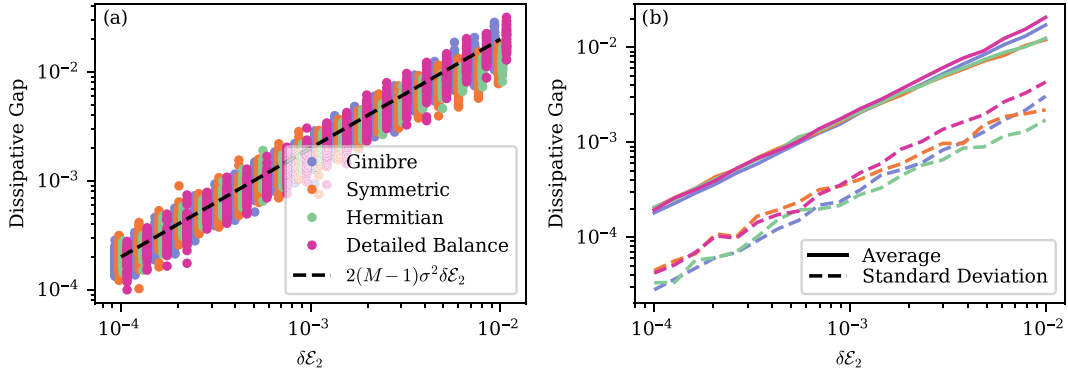 (a)
Dissipative Gap
10⁻²
10⁻³
10⁻⁴
Ginibre
Symmetric
Hermitian
Detailed Balance
2(M−1)σ²δℰ₂
10⁻⁴ 10⁻³ 10⁻²
δℰ₂
(b)
Dissipative Gap
10⁻²
10⁻³
10⁻⁴
Average
Standard Deviation
10⁻⁴ 10⁻³ 10⁻²
δℰ₂